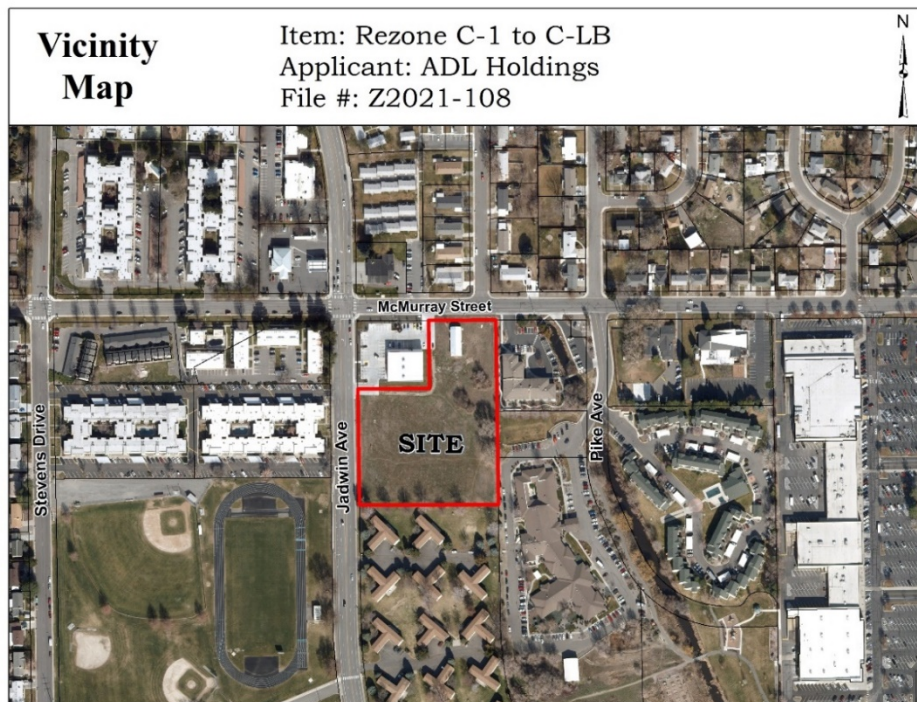 Vicinity
Map
Item: Rezone C-1 to C-LB
Applicant: ADL Holdings
File #: Z2021-108
N
McMurray Street
Stevens Drive
Jadwin Ave
SITE
Pike Ave